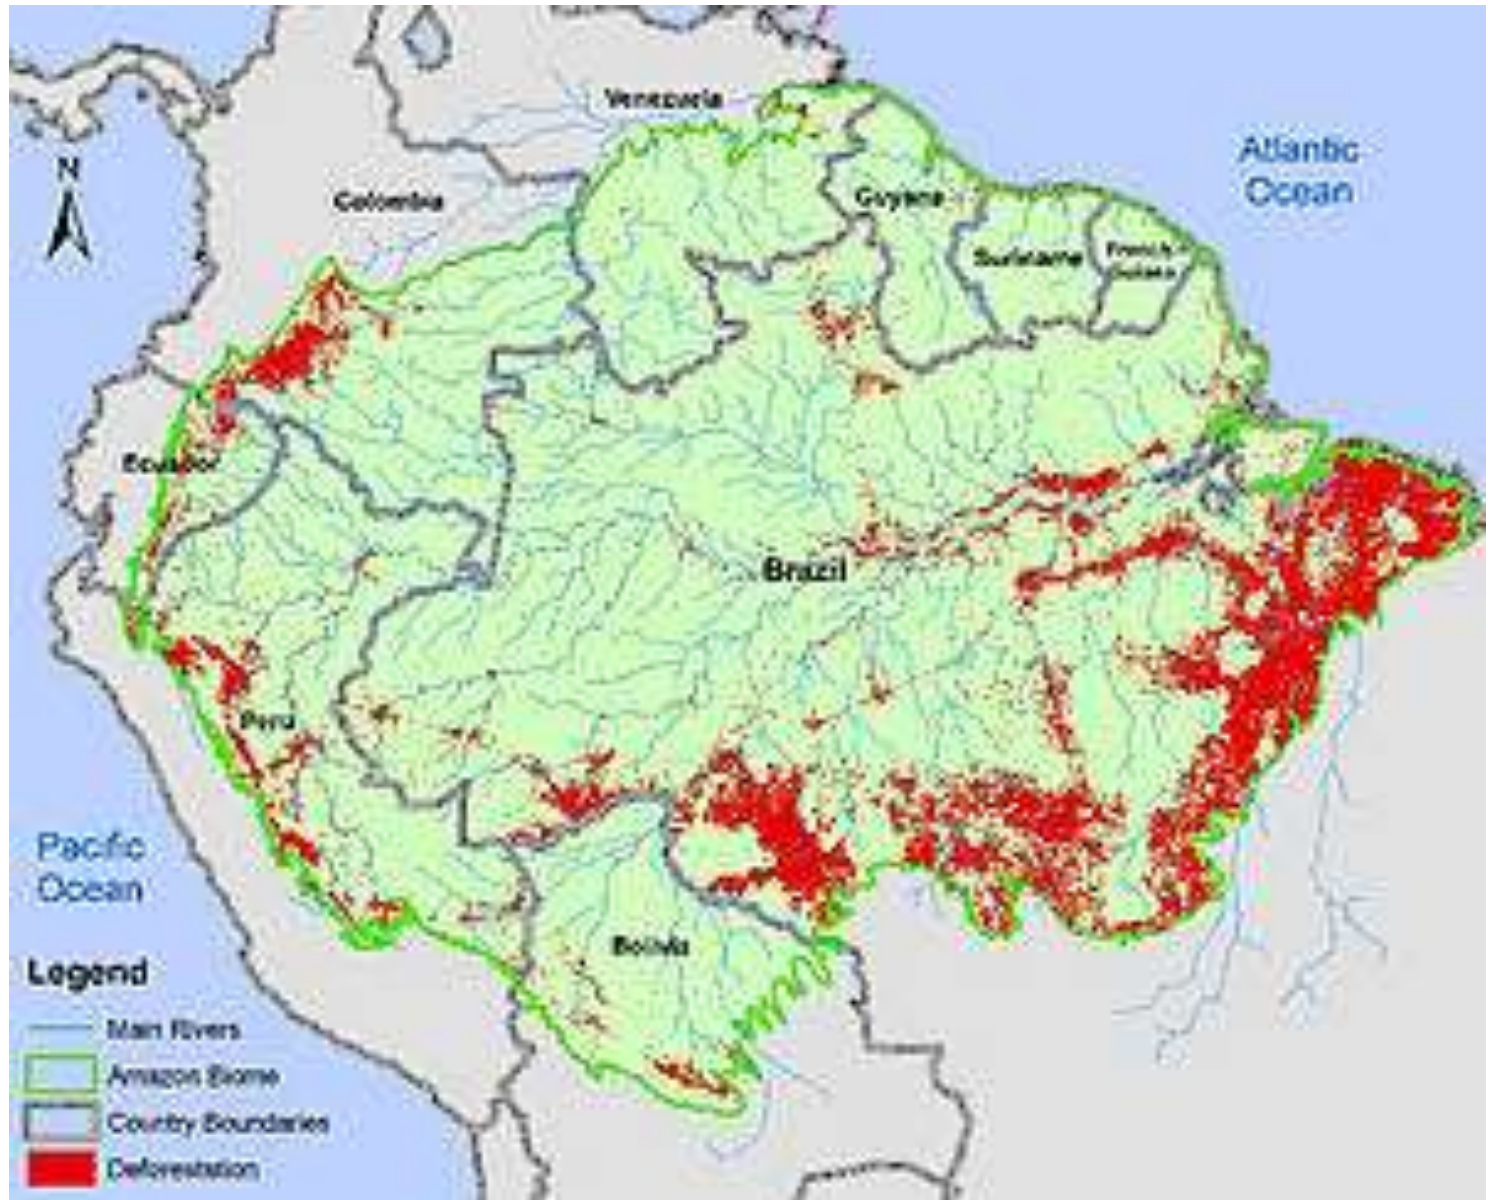 Venezuela
Atlantic
Ocean
N
Colombia
Guyana
Suriname
French
Guiana
Ecuador
Brazil
Peru
Pacific
Ocean
Bolivia
Legend
Main Rivers
Amazon Biome
Country Boundaries
Deforestation